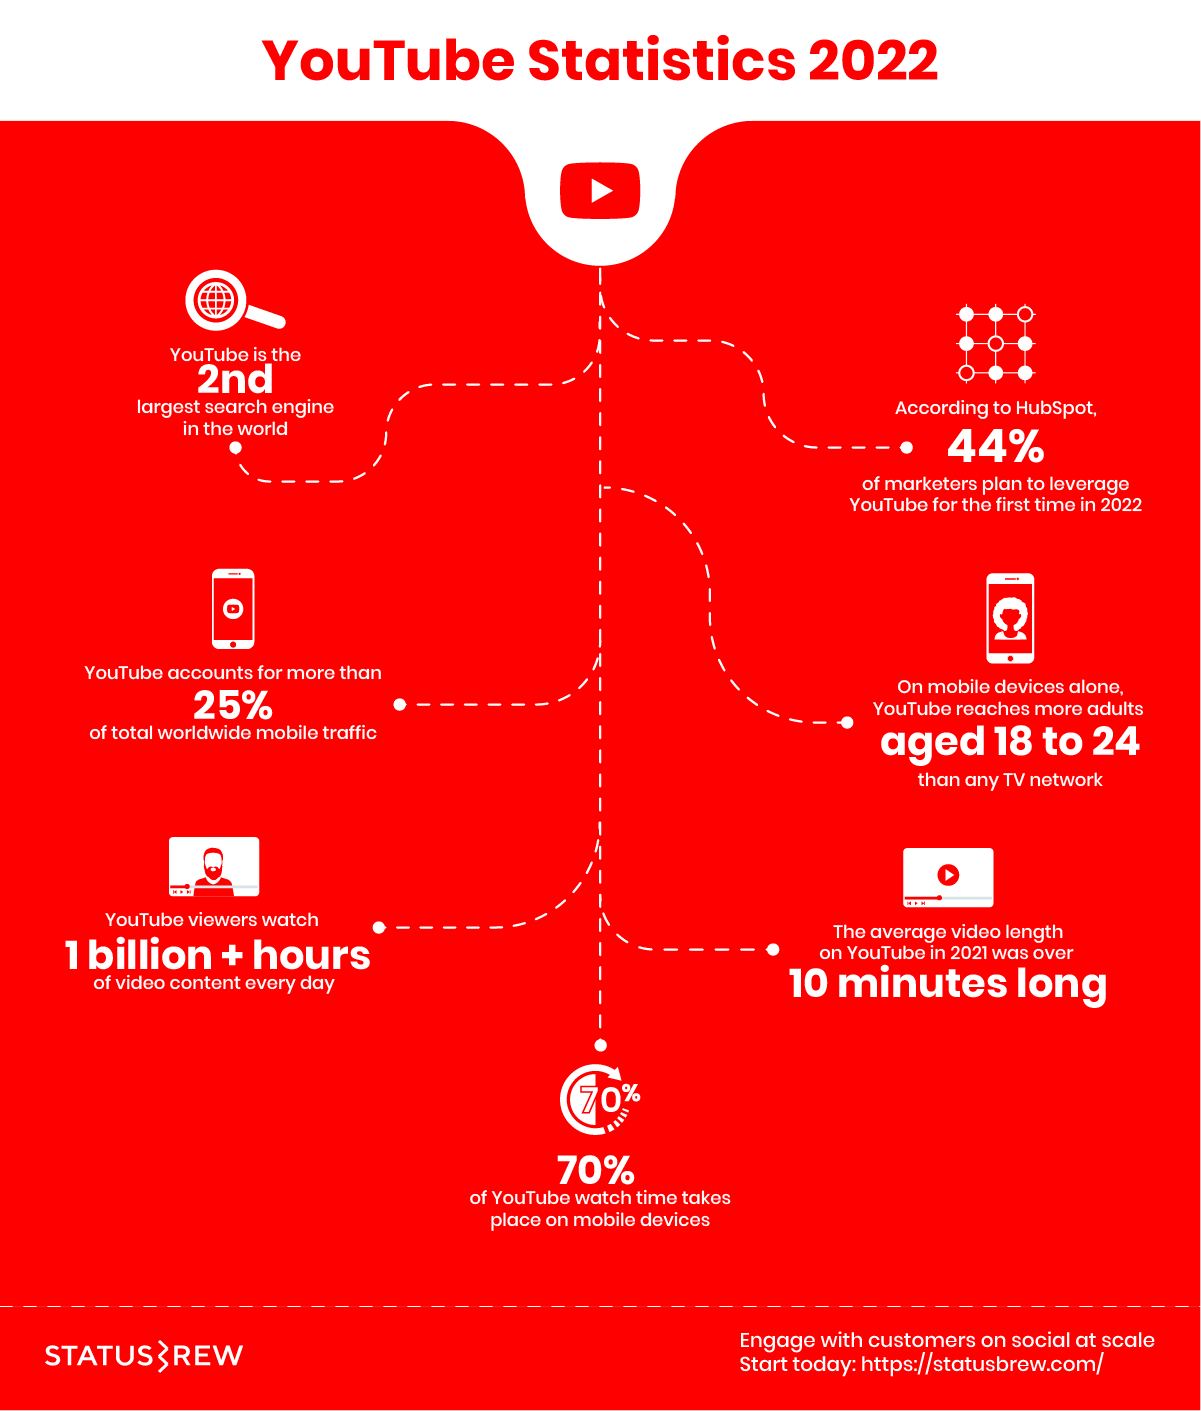 YouTube Statistics 2022
YouTube is the
2nd
largest search engine
in the world
According to HubSpot,
44%
of marketers plan to leverage
YouTube for the first time in 2022
YouTube accounts for more than
25%
of total worldwide mobile traffic
On mobile devices alone,
YouTube reaches more adults
aged 18 to 24
than any TV network
YouTube viewers watch
1 billion + hours
of video content every day
The average video length
on YouTube in 2021 was over
10 minutes long
70%
70%
of YouTube watch time takes
place on mobile devices
STATUSBREW
Engage with customers on social at scale
Start today: https://statusbrew.com/